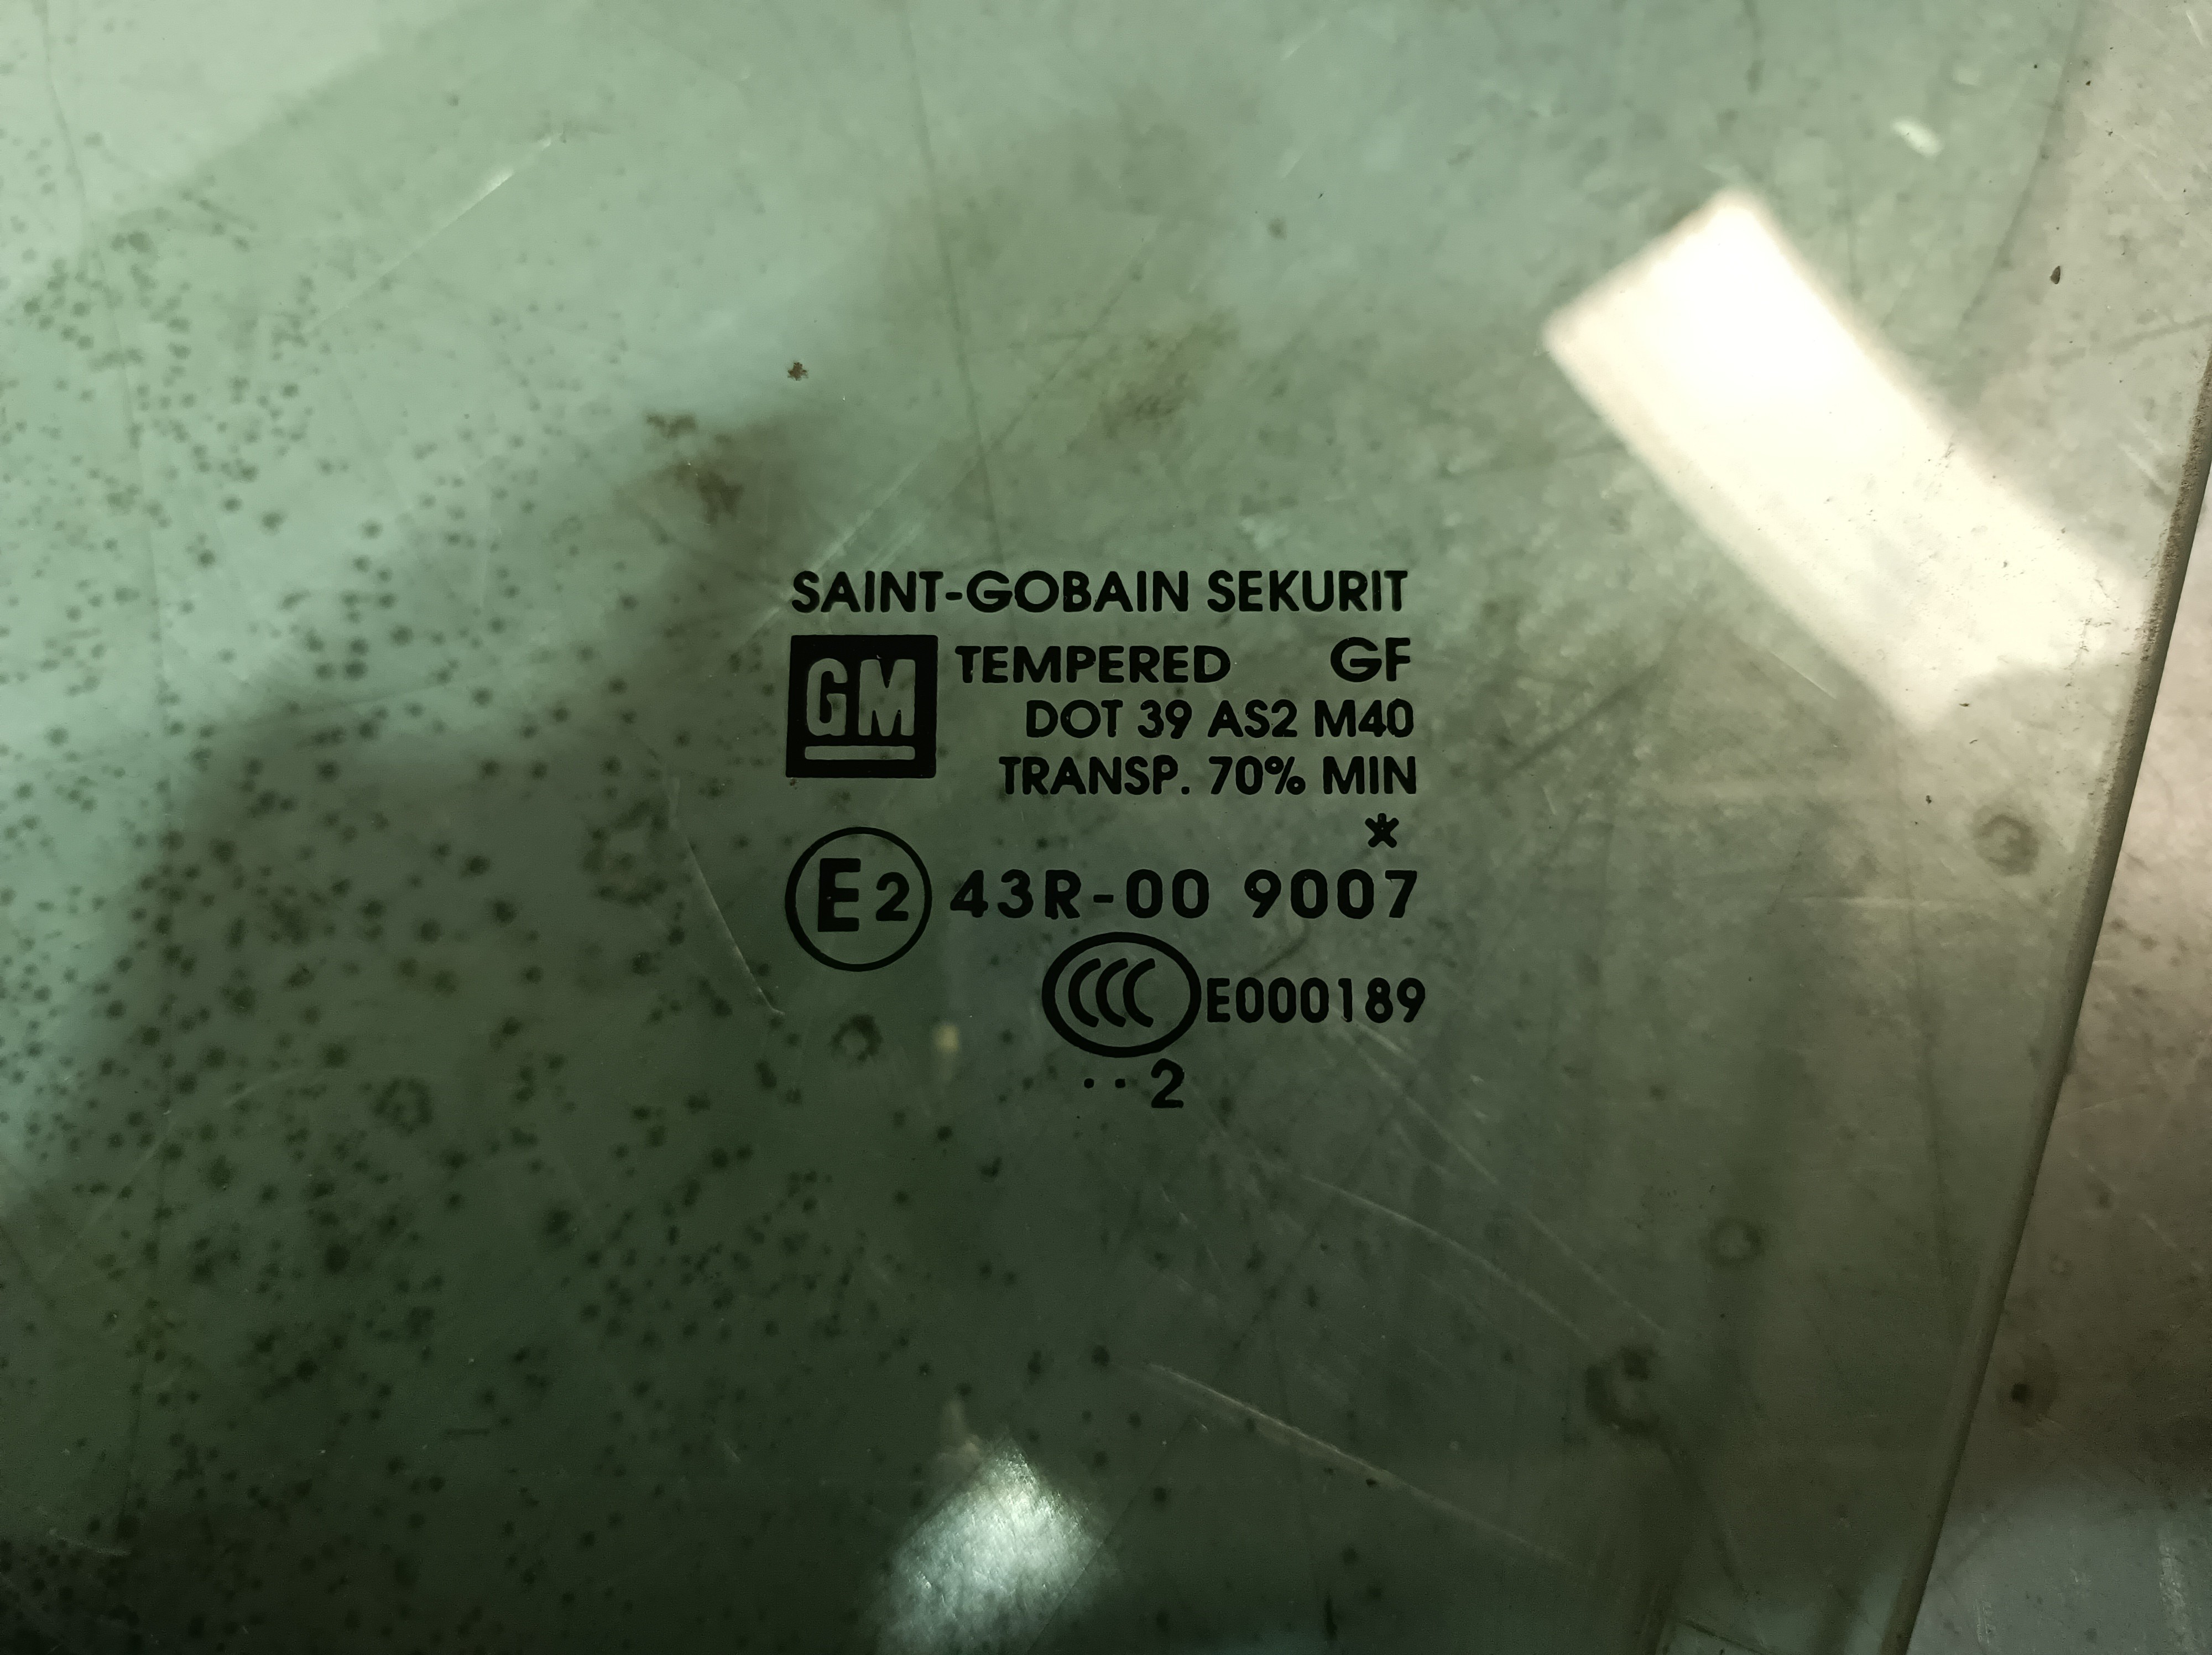 SAINT-GOBAIN SEKURIT
GM TEMPERED GF
DOT 39 AS2 M40
TRANSP. 70% MIN
*
E2 43R-00 9007
CCC E000189
··2